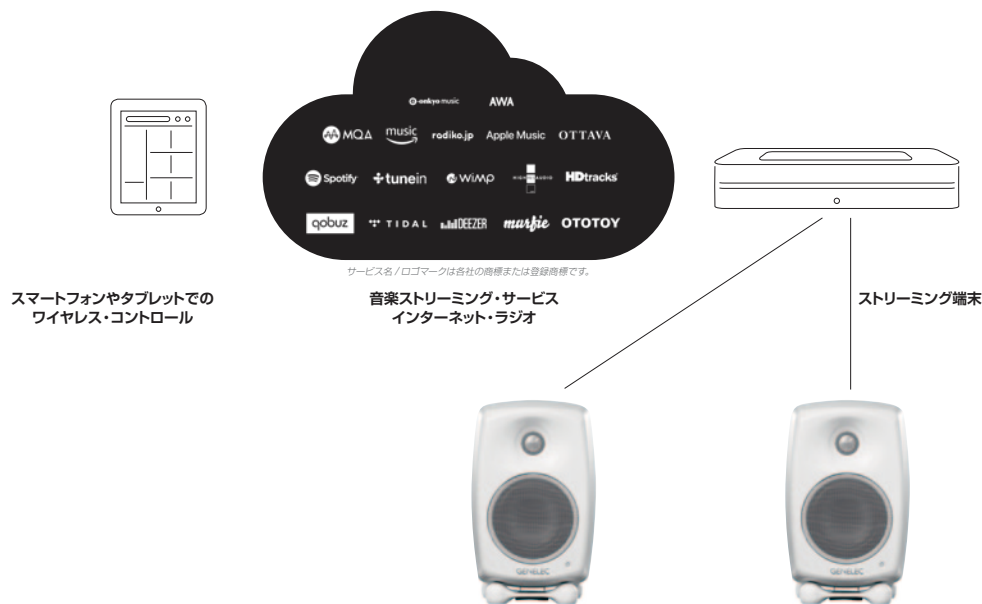 onkyo music
AWA
MQA
music
radiko.jp
Apple Music
OTTAVA
Spotify
tunein
WiMP
HIGH RES AUDIO
HDtracks
qobuz
TIDAL
DEEZER
murfie
OTOTOY
サービス名 / ロゴマークは各社の商標または登録商標です。
スマートフォンやタブレットでの
ワイヤレス・コントロール
音楽ストリーミング・サービス
インターネット・ラジオ
ストリーミング端末
GENELEC
GENELEC